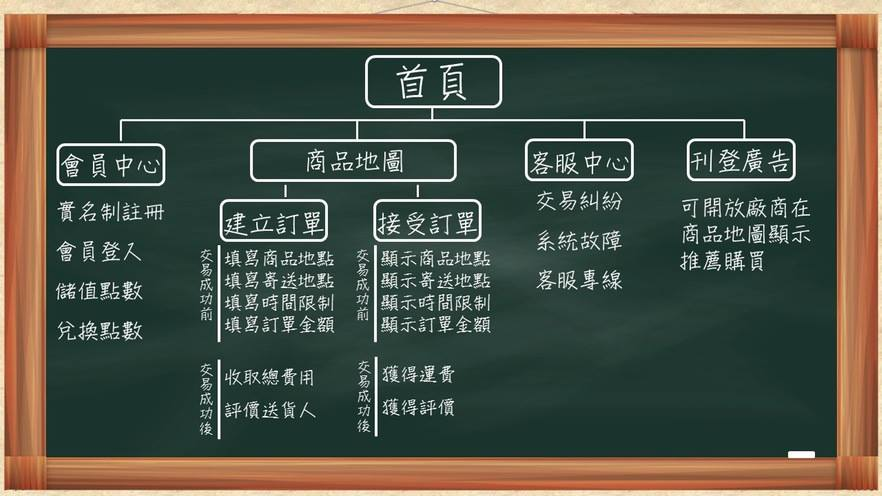 首頁
會員中心
實名制註冊
會員登入
儲值點數
兌換點數
商品地圖
建立訂單
交易成功前
填寫商品地點
填寫寄送地點
填寫時間限制
填寫訂單金額
交易成功後
收取總費用
評價送貨人
接受訂單
交易成功前
顯示商品地點
顯示寄送地點
顯示時間限制
顯示訂單金額
交易成功後
獲得運費
獲得評價
客服中心
交易糾紛
系統故障
客服專線
刊登廣告
可開放廠商在
商品地圖顯示
推薦購買